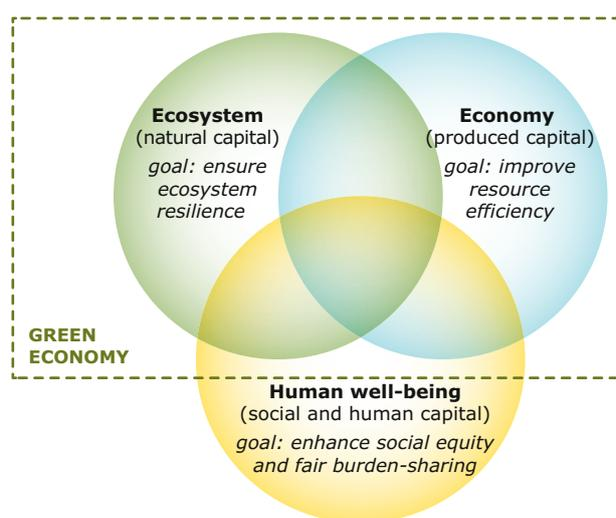 Ecosystem
(natural capital)
goal: ensure
ecosystem
resilience
Economy
(produced capital)
goal: improve
resource
efficiency
GREEN
ECONOMY
Human well-being
(social and human capital)
goal: enhance social equity
and fair burden-sharing